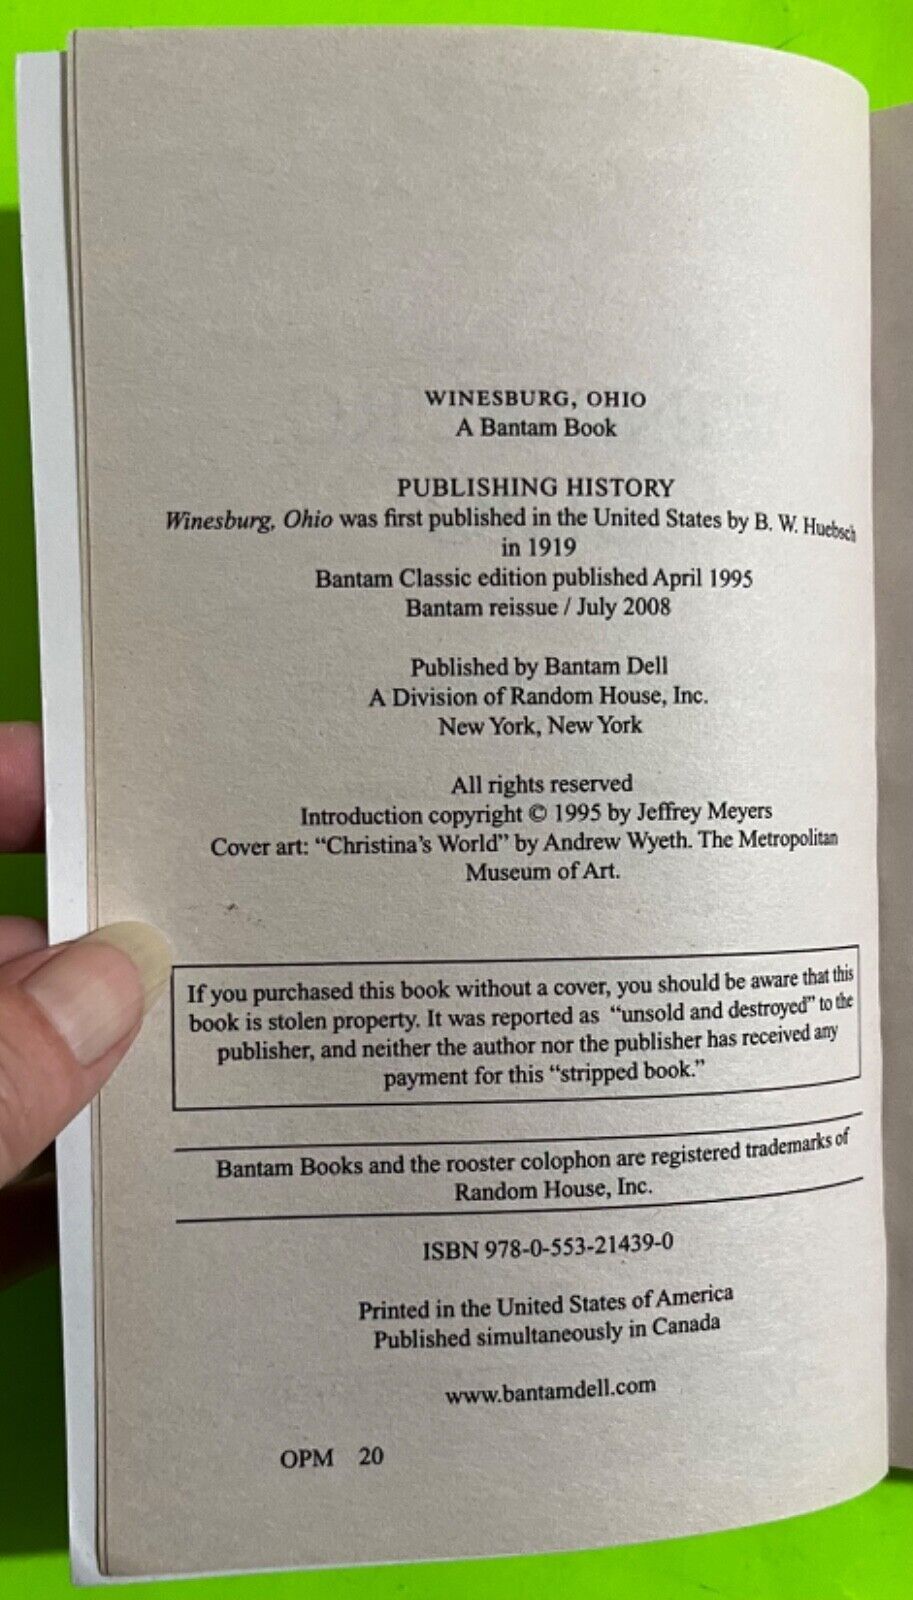 WINESBURG, OHIO
A Bantam Book
PUBLISHING HISTORY
Winesburg, Ohio was first published in the United States by B. W. Huebsch
in 1919
Bantam Classic edition published April 1995
Bantam reissue / July 2008
Published by Bantam Dell
A Division of Random House, Inc.
New York, New York
All rights reserved
Introduction copyright © 1995 by Jeffrey Meyers
Cover art: “Christina’s World” by Andrew Wyeth. The Metropolitan
Museum of Art.
If you purchased this book without a cover, you should be aware that this
book is stolen property. It was reported as “unsold and destroyed” to the
publisher, and neither the author nor the publisher has received any
payment for this “stripped book.”
Bantam Books and the rooster colophon are registered trademarks of
Random House, Inc.
ISBN 978-0-553-21439-0
Printed in the United States of America
Published simultaneously in Canada
www.bantamdell.com
OPM 20